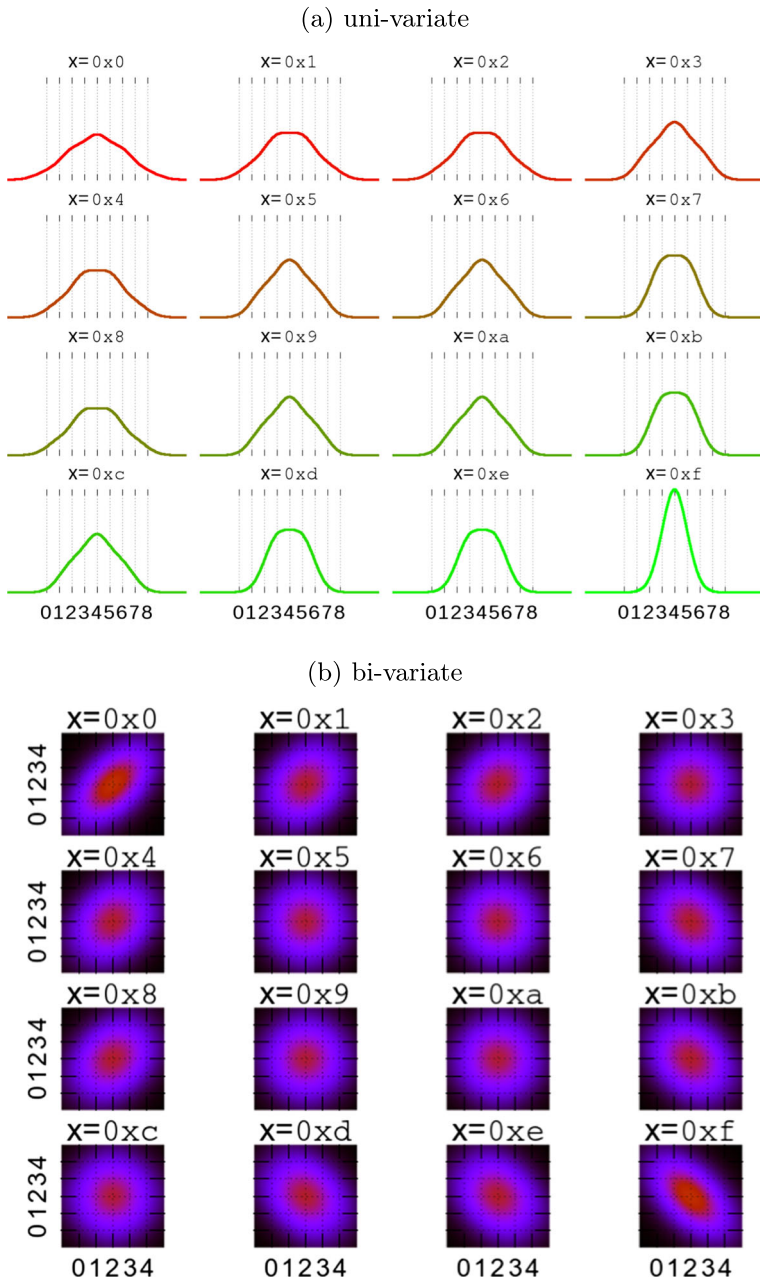 (a) uni-variate
x=0x0 x=0x1 x=0x2 x=0x3
x=0x4 x=0x5 x=0x6 x=0x7
x=0x8 x=0x9 x=0xa x=0xb
x=0xc x=0xd x=0xe x=0xf
012345678 012345678 012345678 012345678
(b) bi-variate
x=0x0 x=0x1 x=0x2 x=0x3
01234
x=0x4 x=0x5 x=0x6 x=0x7
01234
x=0x8 x=0x9 x=0xa x=0xb
01234
x=0xc x=0xd x=0xe x=0xf
01234
01234 01234 01234 01234